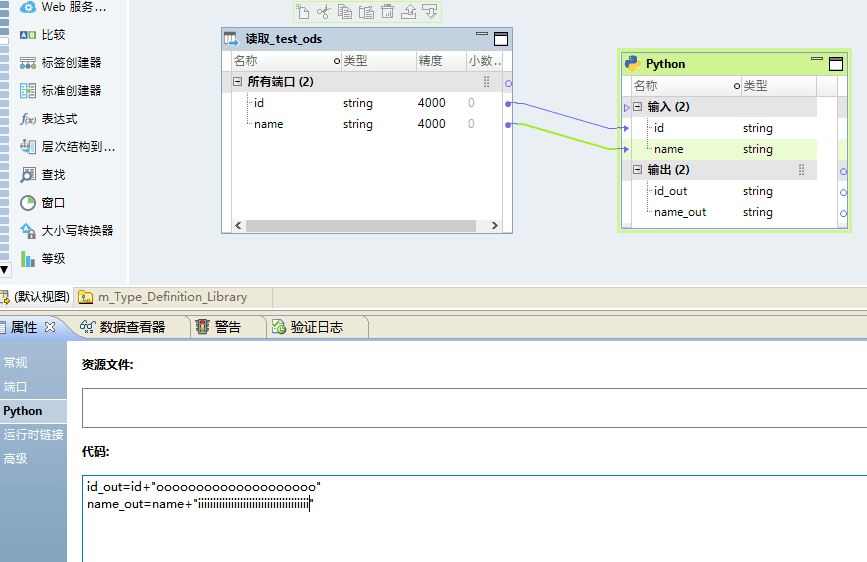 Web 服务...
比较
标签创建器
标准创建器
表达式
层次结构到...
查找
窗口
大小写转换器
等级
读取_test_ods
名称 类型 精度 小数..
所有端口 (2)
id string 4000 0
name string 4000 0
Python
名称 类型
输入 (2)
id string
name string
输出 (2)
id_out string
name_out string
(默认视图) m_Type_Definition_Library
属性 数据查看器 警告 验证日志
常规
端口
Python
运行时链接
高级
资源文件:
代码:
id_out=id+"oooooooooooooooooooo"